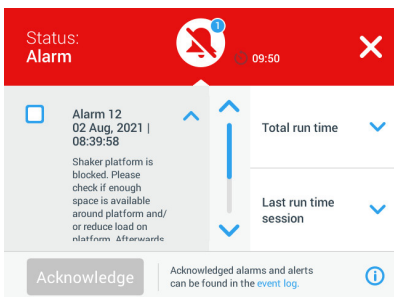 Status:
Alarm
1
09:50
Alarm 12
02 Aug, 2021 |
08:39:58
Shaker platform is
blocked. Please
check if enough
space is available
around platform and/
or reduce load on
platform. Afterwards
Total run time
Last run time
session
Acknowledge
Acknowledged alarms and alerts
can be found in the event log.